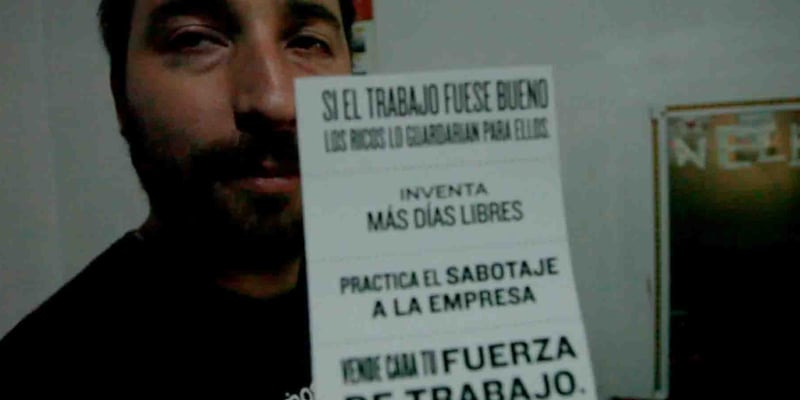 SI EL TRABAJO FUESE BUENO
LOS RICOS LO GUARDARIAN PARA ELLOS.
INVENTA
MÁS DÍAS LIBRES
PRACTICA EL SABOTAJE
A LA EMPRESA
VENDE CARA TU FUERZA
DE TRABAJO.